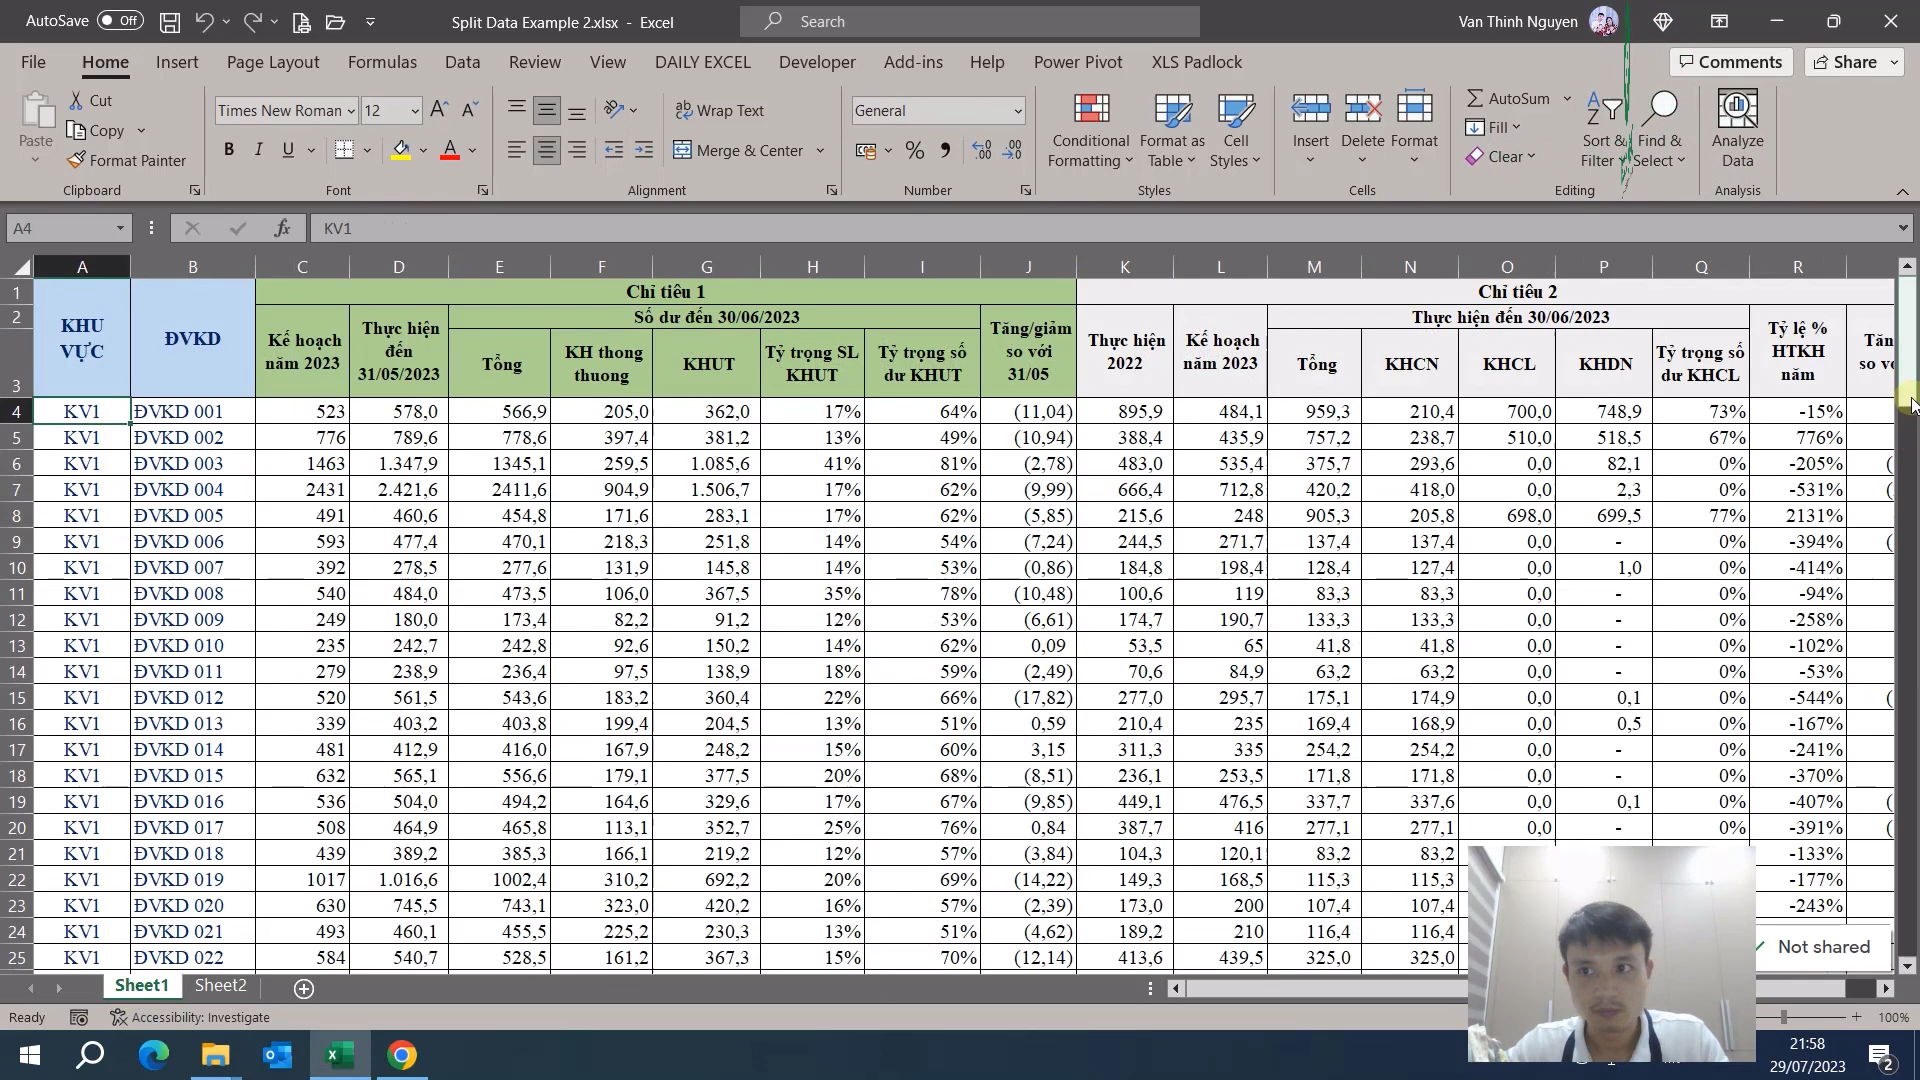 AutoSave Off Split Data Example 2.xlsx - Excel Search Van Thinh Nguyen
File Home Insert Page Layout Formulas Data Review View DAILY EXCEL Developer Add-ins Help Power Pivot XLS Padlock Comments Share
Paste Cut Copy Format Painter Clipboard
Times New Roman 12 B I U A Font
Wrap Text Merge & Center Alignment
General % Number
Conditional Formatting Format as Table Cell Styles Styles
Insert Delete Format Cells
AutoSum Fill Clear Sort & Filter Find & Select Editing
Analyze Data Analysis
A4 fx KV1
A B C D E F G H I J K L M N O P Q R
1 Chỉ tiêu 1 Chỉ tiêu 2
2 Số dư đến 30/06/2023 Thực hiện đến 30/06/2023
3 KHU VỰC ĐVKD Kế hoạch năm 2023 Thực hiện đến 31/05/2023 Tổng KH thong thuong KHUT Tỷ trọng SL KHUT Tỷ trọng số dư KHUT Tăng/giảm so với 31/05 Thực hiện 2022 Kế hoạch năm 2023 Tổng KHCN KHCL KHDN Tỷ trọng số dư KHCL Tỷ lệ % HTKH năm
4 KV1 ĐVKD 001 523 578,0 566,9 205,0 362,0 17% 64% (11,04) 895,9 484,1 959,3 210,4 700,0 748,9 73% -15%
5 KV1 ĐVKD 002 776 789,6 778,6 397,4 381,2 13% 49% (10,94) 388,4 435,9 757,2 238,7 510,0 518,5 67% 776%
6 KV1 ĐVKD 003 1463 1.347,9 1345,1 259,5 1.085,6 41% 81% (2,78) 483,0 535,4 375,7 293,6 0,0 82,1 0% -205% (
7 KV1 ĐVKD 004 2431 2.421,6 2411,6 904,9 1.506,7 17% 62% (9,99) 666,4 712,8 420,2 418,0 0,0 2,3 0% -531% (
8 KV1 ĐVKD 005 491 460,6 454,8 171,6 283,1 17% 62% (5,85) 215,6 248 905,3 205,8 698,0 699,5 77% 2131%
9 KV1 ĐVKD 006 593 477,4 470,1 218,3 251,8 14% 54% (7,24) 244,5 271,7 137,4 137,4 0,0 - 0% -394% (
10 KV1 ĐVKD 007 392 278,5 277,6 131,9 145,8 14% 53% (0,86) 184,8 198,4 128,4 127,4 0,0 1,0 0% -414%
11 KV1 ĐVKD 008 540 484,0 473,5 106,0 367,5 35% 78% (10,48) 100,6 119 83,3 83,3 0,0 - 0% -94%
12 KV1 ĐVKD 009 249 180,0 173,4 82,2 91,2 12% 53% (6,61) 174,7 190,7 133,3 133,3 0,0 - 0% -258%
13 KV1 ĐVKD 010 235 242,7 242,8 92,6 150,2 14% 62% 0,09 53,5 65 41,8 41,8 0,0 - 0% -102%
14 KV1 ĐVKD 011 279 238,9 236,4 97,5 138,9 18% 59% (2,49) 70,6 84,9 63,2 63,2 0,0 - 0% -53%
15 KV1 ĐVKD 012 520 561,5 543,6 183,2 360,4 22% 66% (17,82) 277,0 295,7 175,1 174,9 0,0 0,1 0% -544% (
16 KV1 ĐVKD 013 339 403,2 403,8 199,4 204,5 13% 51% 0,59 210,4 235 169,4 168,9 0,0 0,5 0% -167%
17 KV1 ĐVKD 014 481 412,9 416,0 167,9 248,2 15% 60% 3,15 311,3 335 254,2 254,2 0,0 - 0% -241%
18 KV1 ĐVKD 015 632 565,1 556,6 179,1 377,5 20% 68% (8,51) 236,1 253,5 171,8 171,8 0,0 - 0% -370%
19 KV1 ĐVKD 016 536 504,0 494,2 164,6 329,6 17% 67% (9,85) 449,1 476,5 337,7 337,6 0,0 0,1 0% -407% (
20 KV1 ĐVKD 017 508 464,9 465,8 113,1 352,7 25% 76% 0,84 387,7 416 277,1 277,1 0,0 - 0% -391% (
21 KV1 ĐVKD 018 439 389,2 385,3 166,1 219,2 12% 57% (3,84) 104,3 120,1 83,2 83,2 -133%
22 KV1 ĐVKD 019 1017 1.016,6 1002,4 310,2 692,2 20% 69% (14,22) 149,3 168,5 115,3 115,3 -177%
23 KV1 ĐVKD 020 630 745,5 743,1 323,0 420,2 16% 57% (2,39) 173,0 200 107,4 107,4 -243%
24 KV1 ĐVKD 021 493 460,1 455,5 225,2 230,3 13% 51% (4,62) 189,2 210 116,4 116,4
25 KV1 ĐVKD 022 584 540,7 528,5 161,2 367,3 15% 70% (12,14) 413,6 439,5 325,0 325,0
Not shared
Sheet1 Sheet2
Ready Accessibility: Investigate 100%
21:58
29/07/2023 2